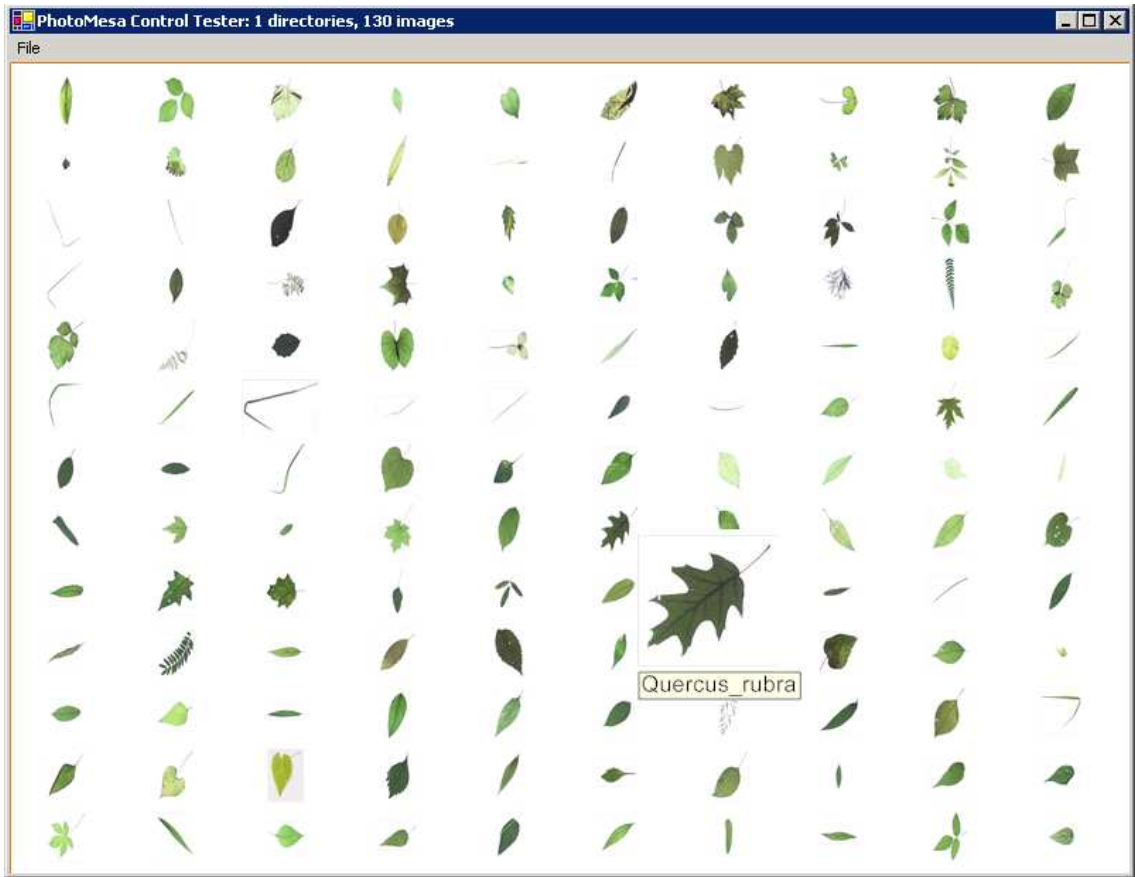 PhotoMesa Control Tester: 1 directories, 130 images
File
Quercus_rubra